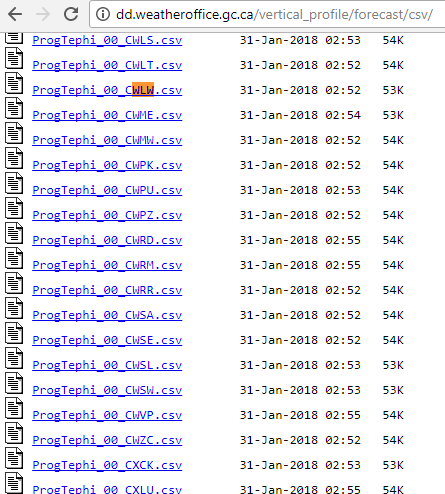 dd.weatheroffice.gc.ca/vertical_profile/forecast/csv/
ProgTephi_00_CWLS.csv 31-Jan-2018 02:53 54K
ProgTephi_00_CWLT.csv 31-Jan-2018 02:52 54K
ProgTephi_00_CWLW.csv 31-Jan-2018 02:52 53K
ProgTephi_00_CWME.csv 31-Jan-2018 02:54 53K
ProgTephi_00_CWMW.csv 31-Jan-2018 02:52 54K
ProgTephi_00_CWPK.csv 31-Jan-2018 02:52 54K
ProgTephi_00_CWPU.csv 31-Jan-2018 02:53 54K
ProgTephi_00_CWPZ.csv 31-Jan-2018 02:52 54K
ProgTephi_00_CWRD.csv 31-Jan-2018 02:55 54K
ProgTephi_00_CWRM.csv 31-Jan-2018 02:55 54K
ProgTephi_00_CWRR.csv 31-Jan-2018 02:52 54K
ProgTephi_00_CWSA.csv 31-Jan-2018 02:52 54K
ProgTephi_00_CWSE.csv 31-Jan-2018 02:52 54K
ProgTephi_00_CWSL.csv 31-Jan-2018 02:53 53K
ProgTephi_00_CWSW.csv 31-Jan-2018 02:53 53K
ProgTephi_00_CWVP.csv 31-Jan-2018 02:55 54K
ProgTephi_00_CWZC.csv 31-Jan-2018 02:52 54K
ProgTephi_00_CXCK.csv 31-Jan-2018 02:53 53K
ProgTephi_00_CXLU.csv 31-Jan-2018 02:55 54K